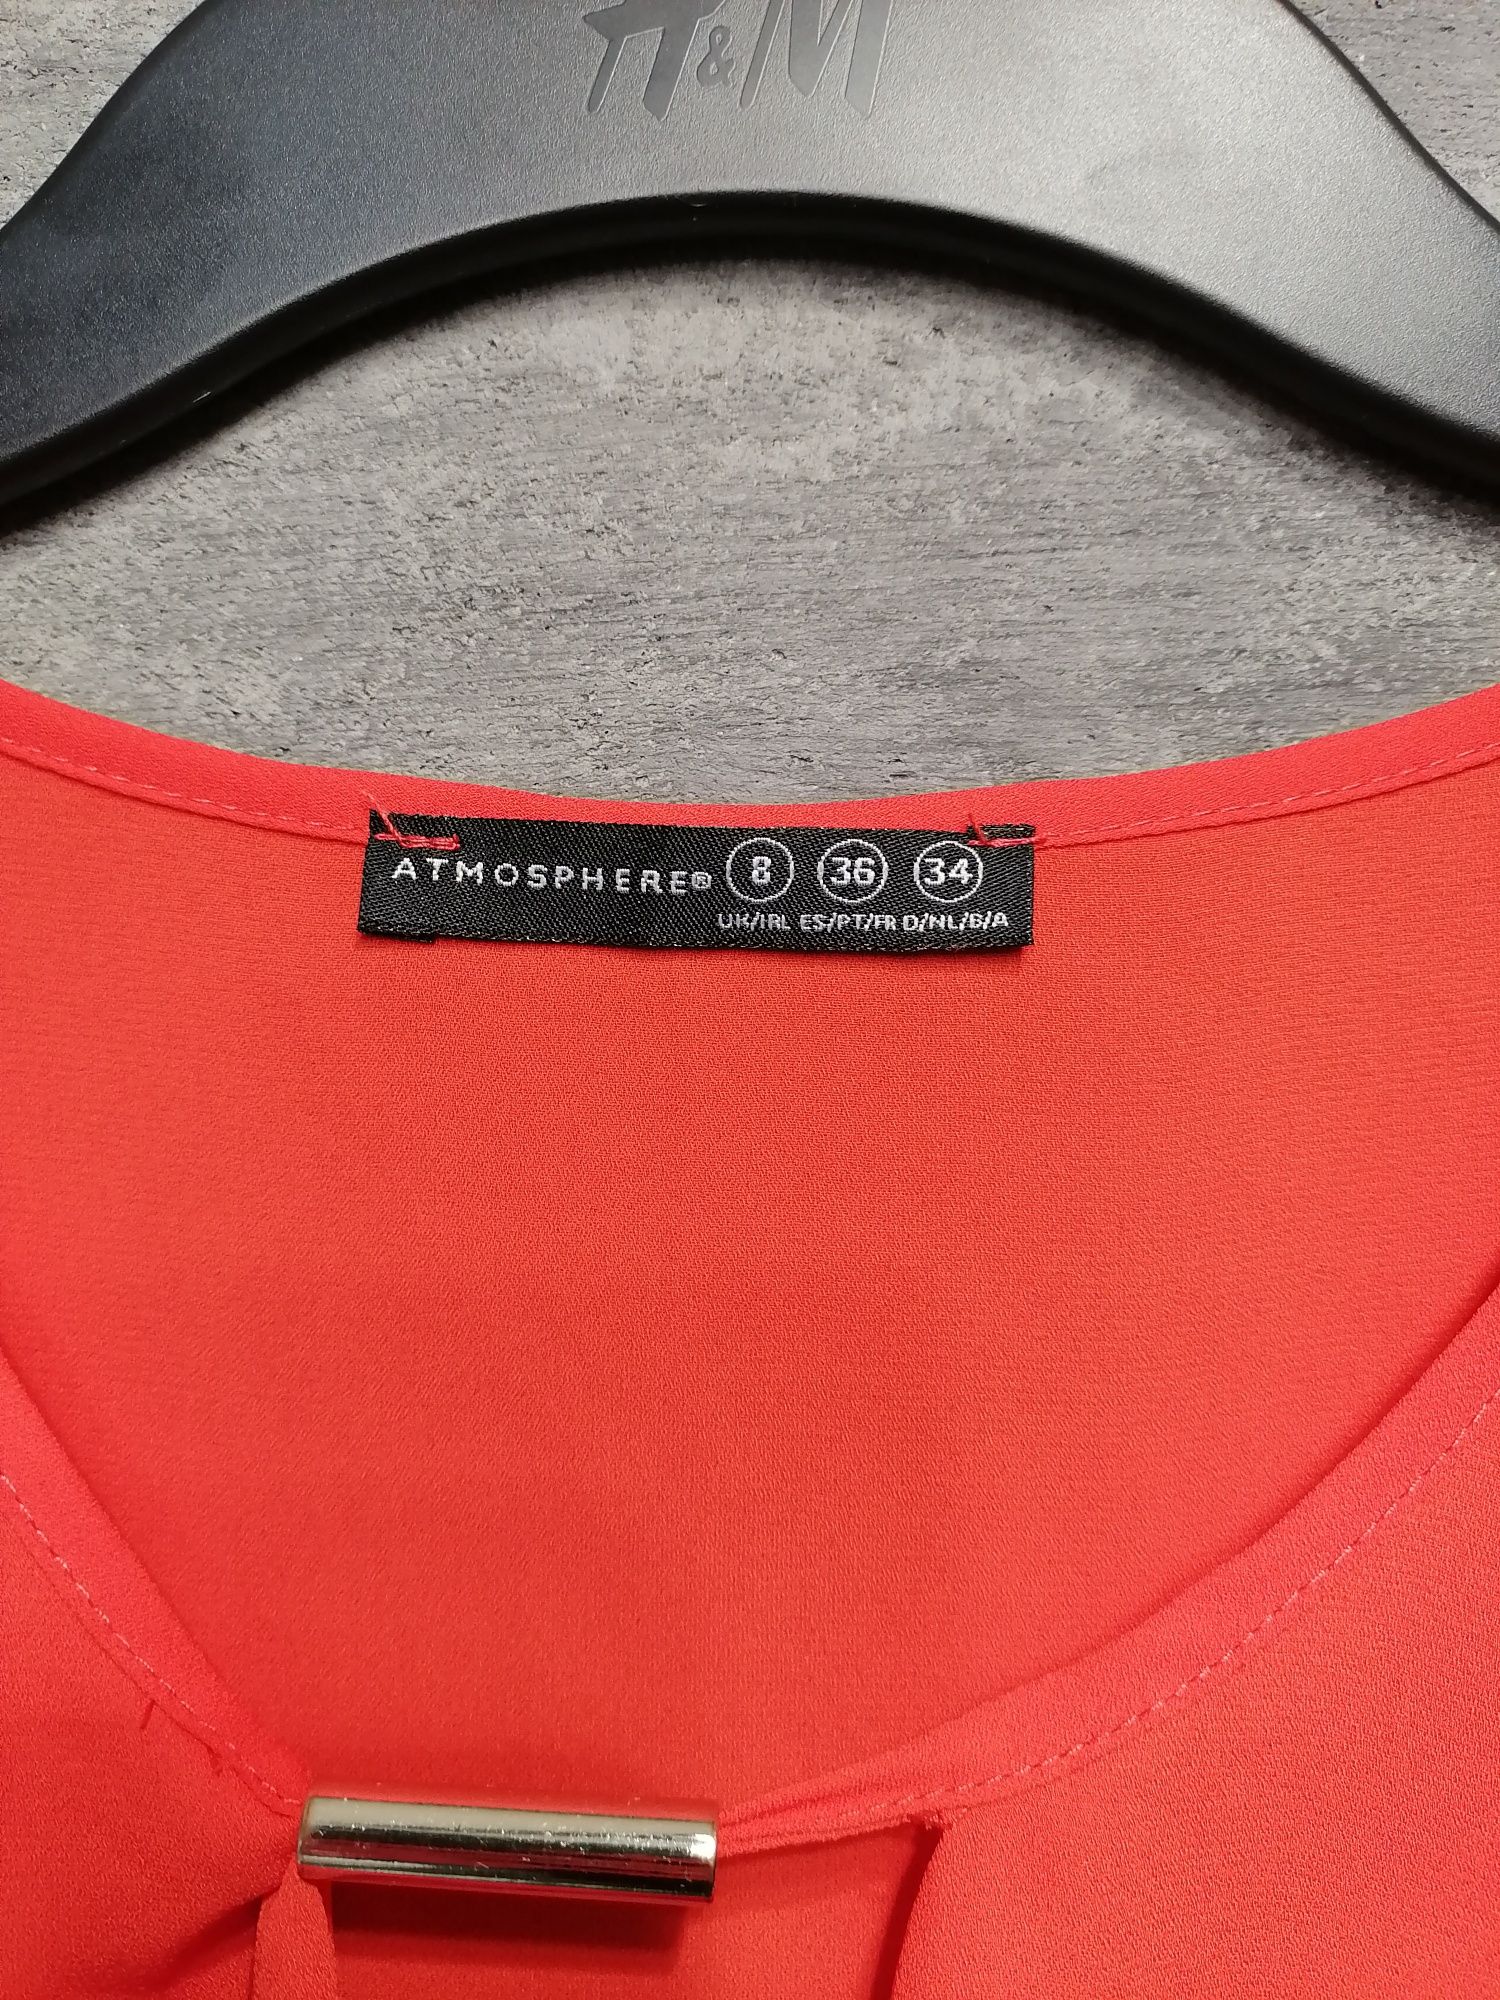 H&M
ATMOSPHERE® 8 36 34
UK/IRL ES/PT/FR D/NL/B/A